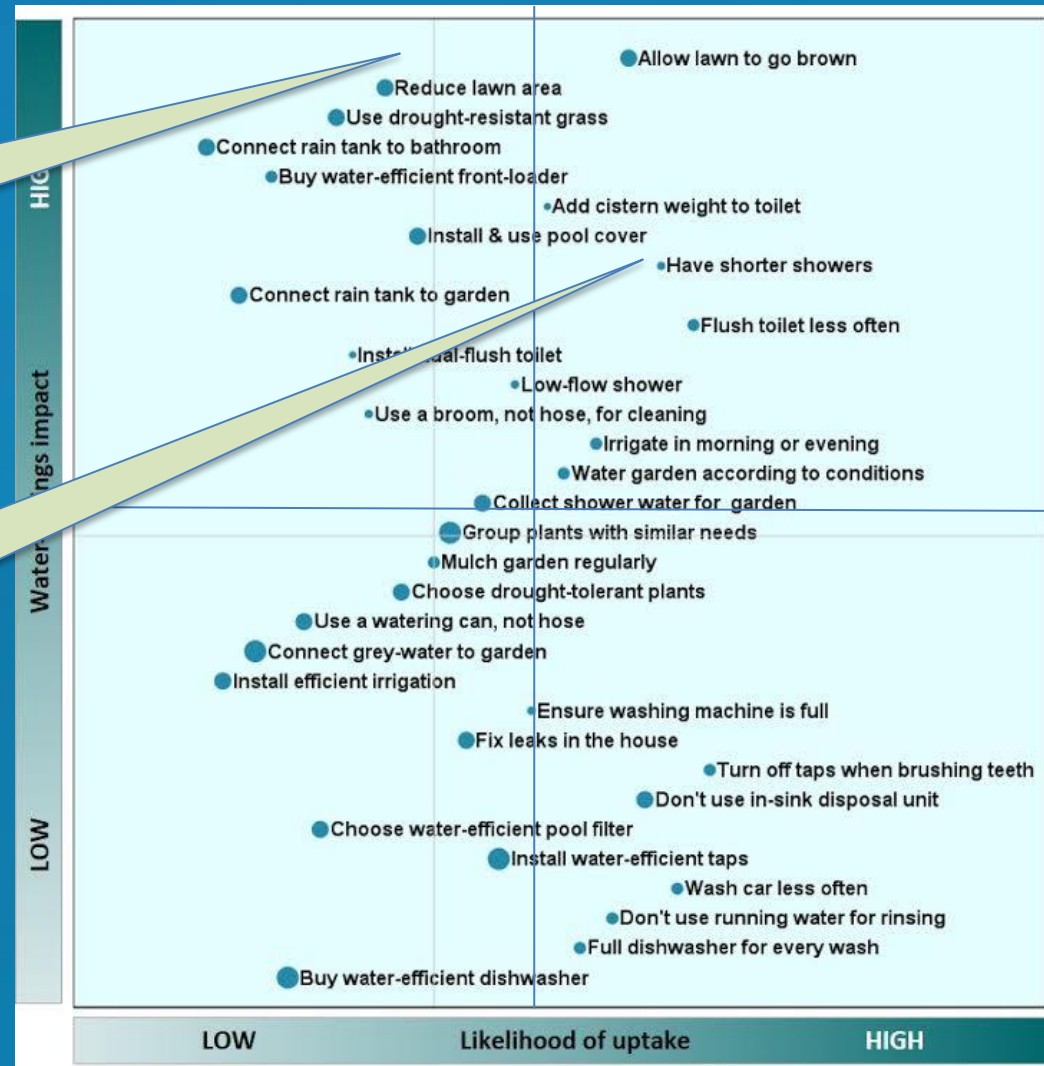 Allow lawn to go brown
Reduce lawn area
Use drought-resistant grass
Connect rain tank to bathroom
Buy water-efficient front-loader
Add cistern weight to toilet
Install & use pool cover
Have shorter showers
Connect rain tank to garden
Flush toilet less often
dual-flush toilet
Low-flow shower
Use a broom, not hose, for cleaning
Irrigate in morning or evening
Water garden according to conditions
Collect shower water for garden
Group plants with similar needs
Mulch garden regularly
Choose drought-tolerant plants
Use a watering can, not hose
Connect grey-water to garden
Install efficient irrigation
Ensure washing machine is full
Fix leaks in the house
Turn off taps when brushing teeth
Don't use in-sink disposal unit
Choose water-efficient pool filter
Install water-efficient taps
Wash car less often
Don't use running water for rinsing
Full dishwasher for every wash
Buy water-efficient dishwasher
HIGH
impact
LOW
LOW Likelihood of uptake HIGH